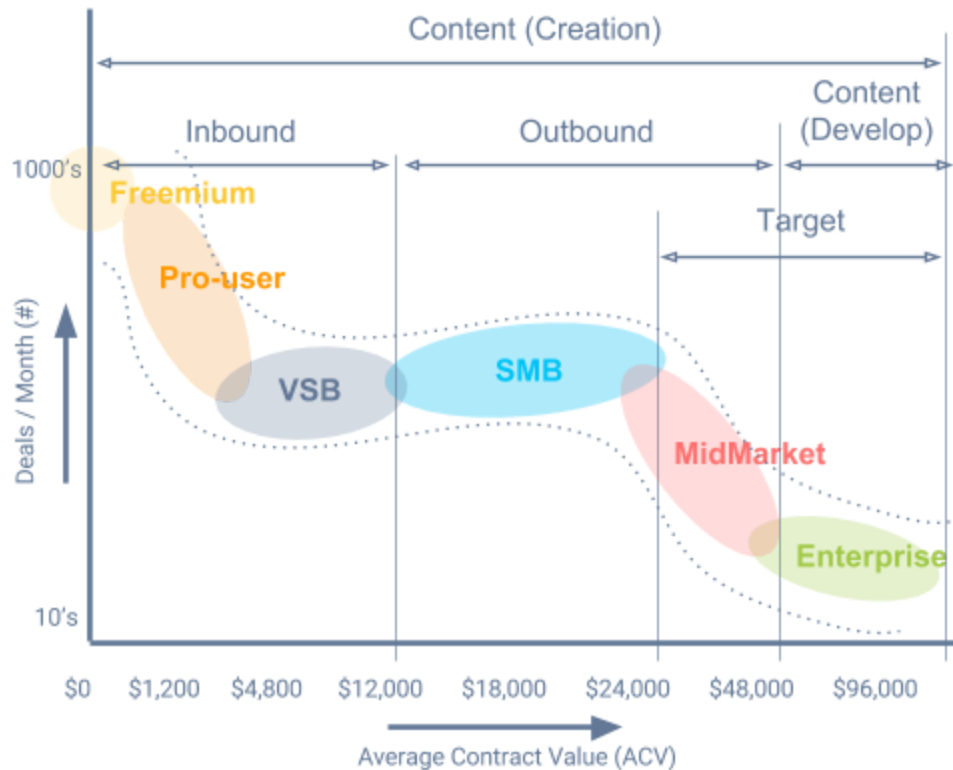 Content (Creation)
Content
(Develop)
Inbound
Outbound
1000's
Freemium
Target
Pro-user
Deals / Month (#)
SMB
VSB
MidMarket
Enterprise
10's
$0 $1,200 $4,800 $12,000 $18,000 $24,000 $48,000 $96,000
Average Contract Value (ACV)